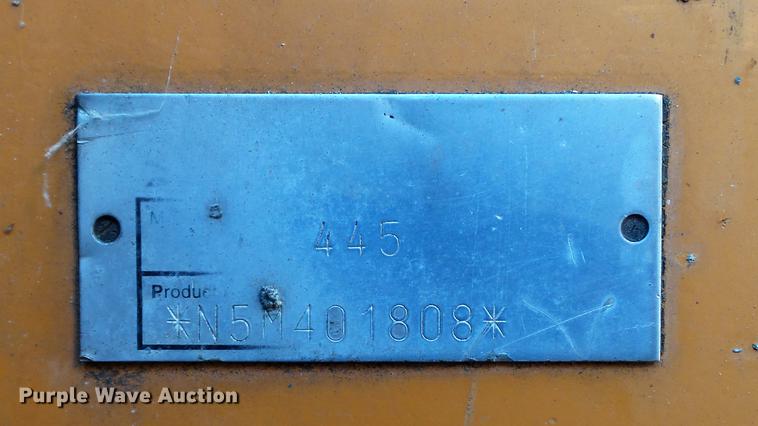 445
Produc
*N5M401808*
Purple Wave Auction